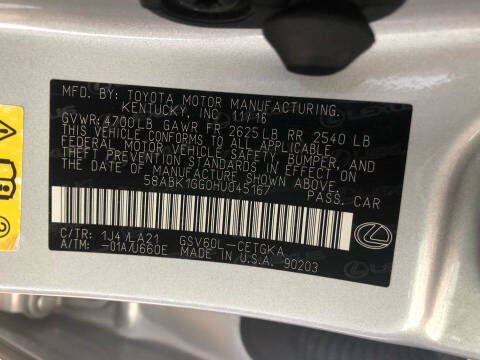 MFD. BY: TOYOTA MOTOR MANUFACTURING,
KENTUCKY, INC. 11/16
GVWR: 4700LB GAWR FR 2625LB RR 2540 LB
THIS VEHICLE CONFORMS TO ALL APPLICABLE
FEDERAL MOTOR VEHICLE SAFETY, BUMPER, AND
THEFT PREVENTION STANDARDS IN EFFECT ON
THE DATE OF MANUFACTURE SHOWN ABOVE.
58ABK1GG0HU045167 PASS. CAR
C/TR: 1J4/LA21 GSV60L-CETGKA
A/TM: -01A/U660E MADE IN U.S.A. 90203